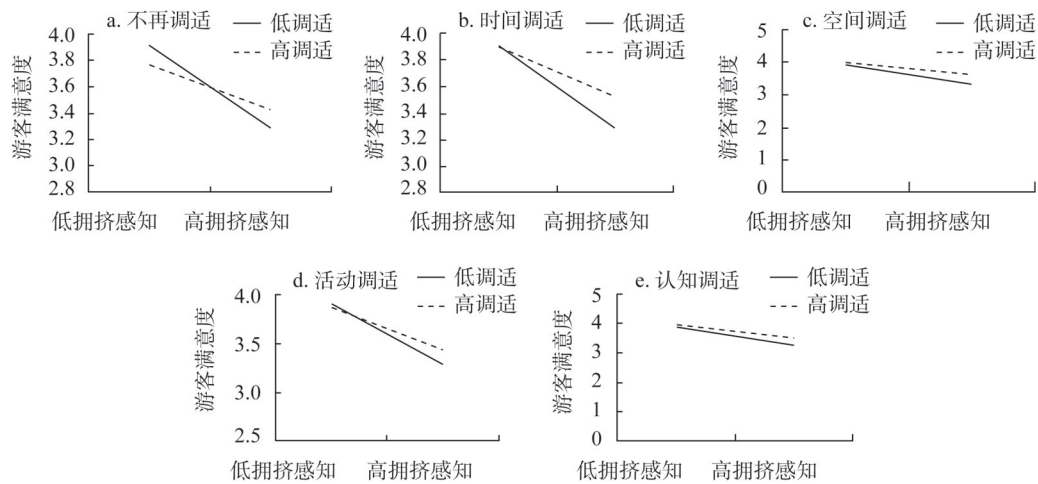 a. 不再调适
低调适
高调适
游客满意度
4.0
3.8
3.6
3.4
3.2
3.0
2.8
低拥挤感知
高拥挤感知
b. 时间调适
低调适
高调适
游客满意度
4.0
3.8
3.6
3.4
3.2
3.0
2.8
低拥挤感知
高拥挤感知
c. 空间调适
低调适
高调适
游客满意度
5
4
3
2
1
0
低拥挤感知
高拥挤感知
d. 活动调适
低调适
高调适
游客满意度
4.0
3.5
3.0
2.5
低拥挤感知
高拥挤感知
e. 认知调适
低调适
高调适
游客满意度
5
4
3
2
1
0
低拥挤感知
高拥挤感知